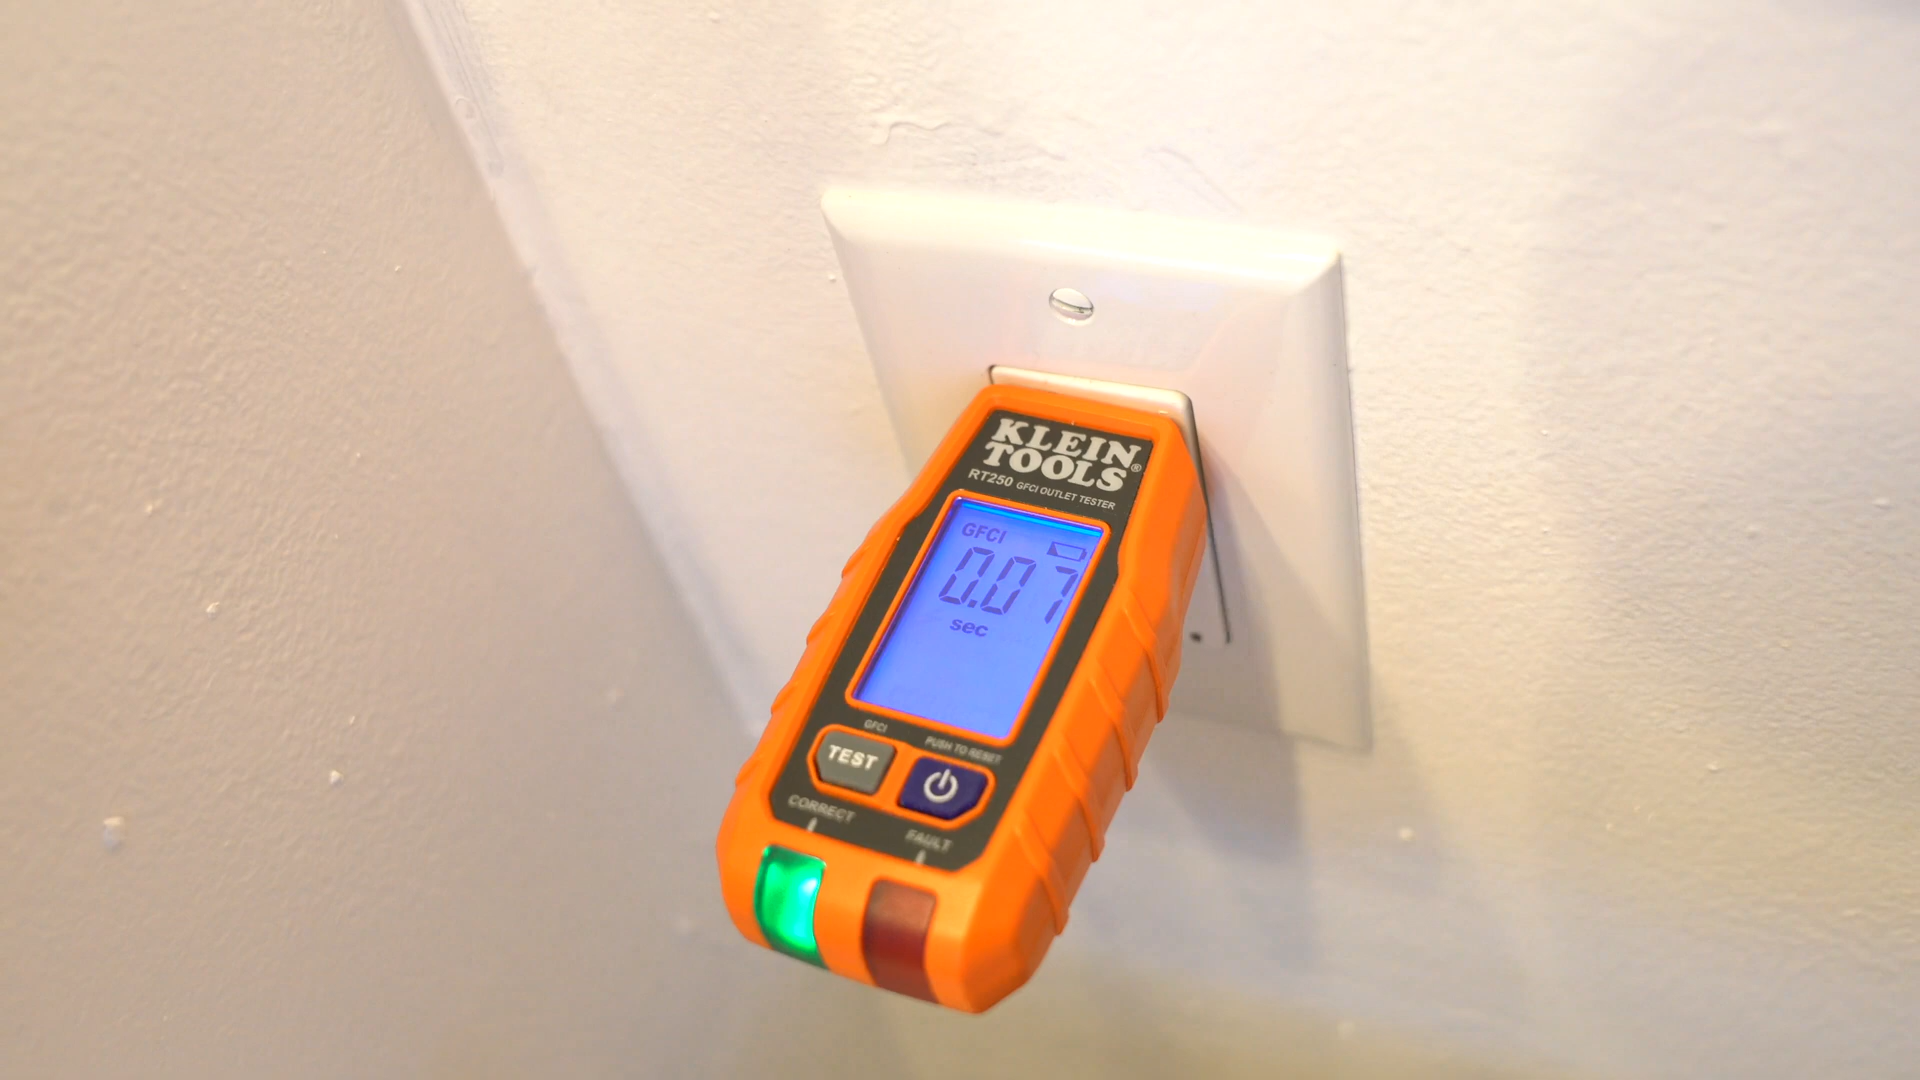 KLEIN
TOOLS®
RT250 GFCI OUTLET TESTER
GFCI
0.07
sec
GFCI
TEST
PUSH TO RESET
CORRECT
FAULT